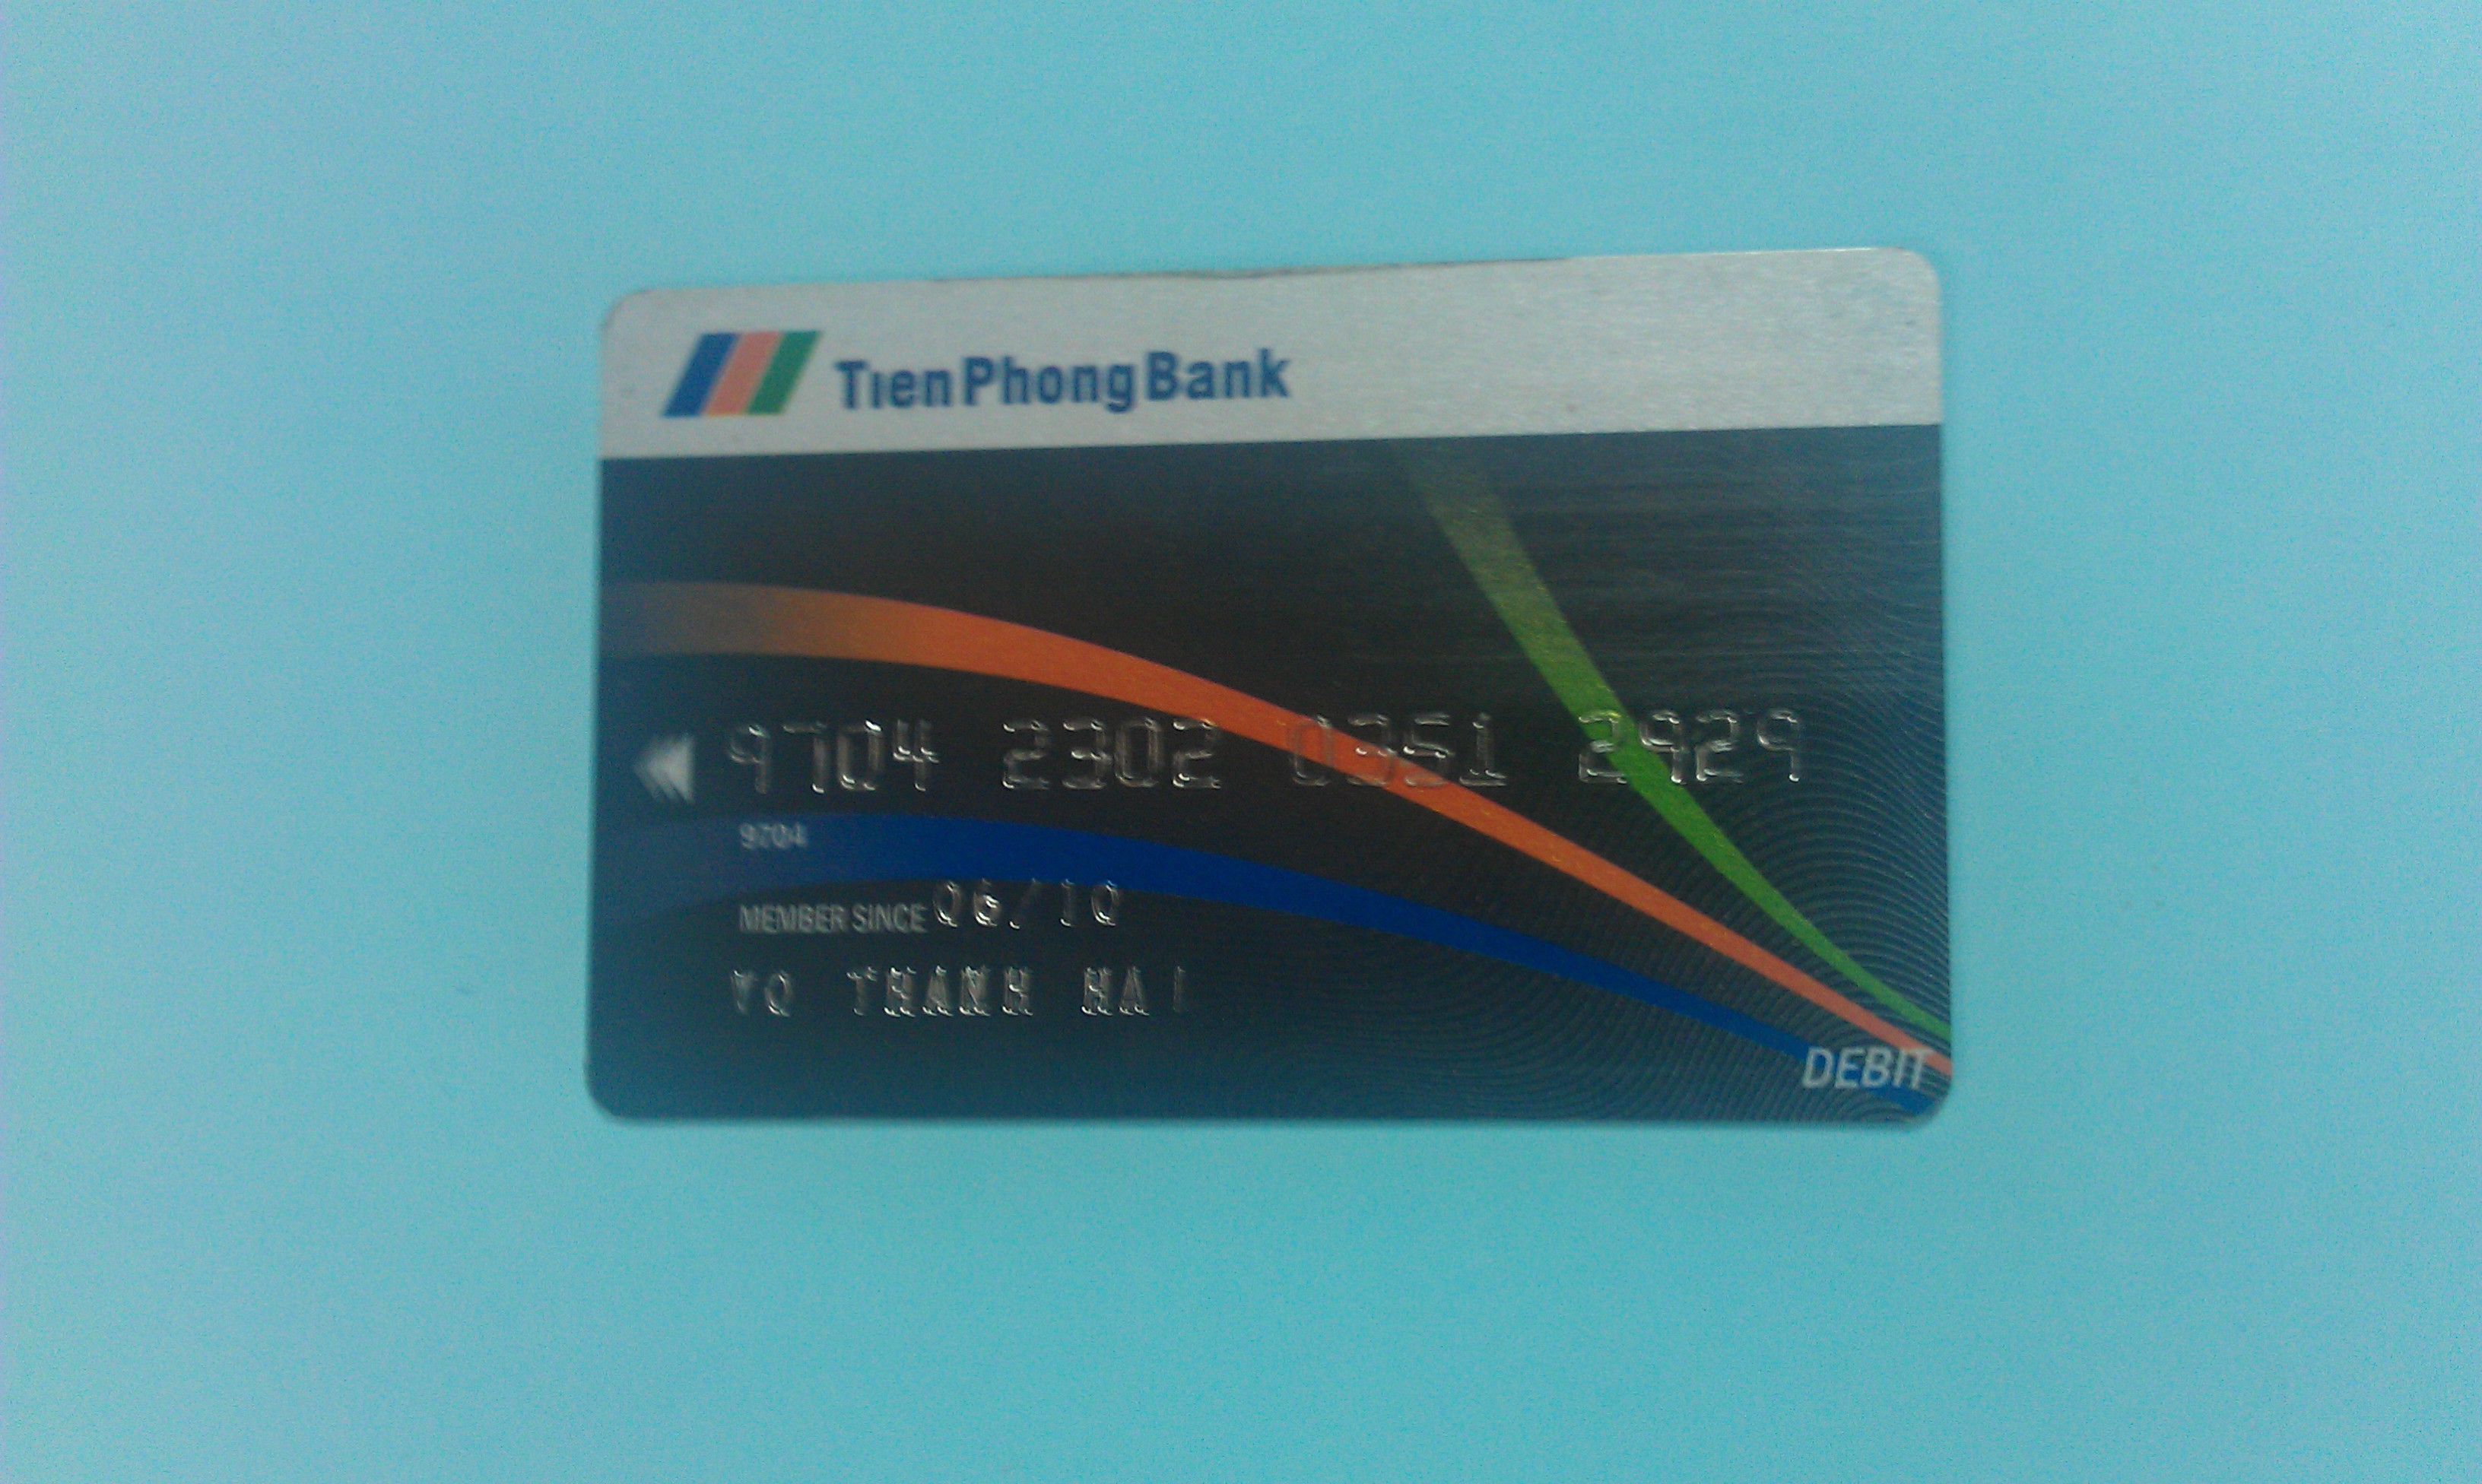 TienPhongBank
9704 2302 0351 2929
9704
MEMBER SINCE 06/10
VO THANH HAI
DEBIT